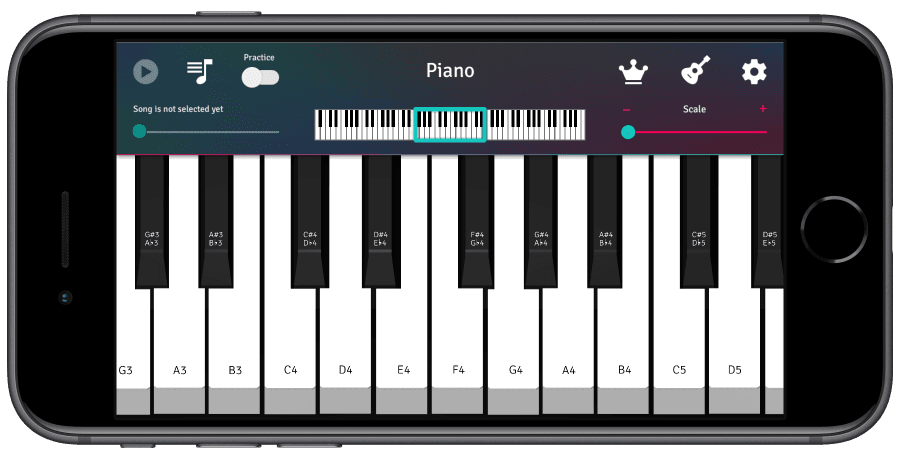 Practice
Piano
Song is not selected yet
−
Scale
+
G#3
A♭3
A#3
B♭3
C#4
D♭4
D#4
E♭4
F#4
G♭4
G#4
A♭4
A#4
B♭4
C#5
D♭5
D#5
E♭5
G3
A3
B3
C4
D4
E4
F4
G4
A4
B4
C5
D5